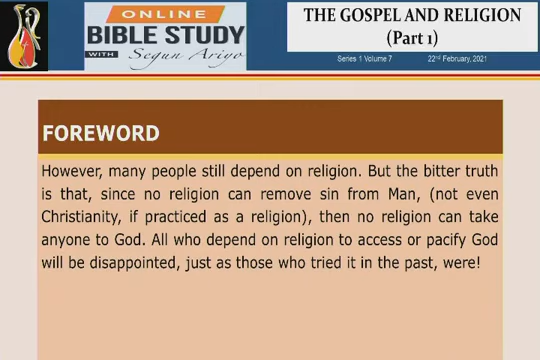 ONLINE
BIBLE STUDY
WITH Segun Ariyo
THE GOSPEL AND RELIGION
(Part 1)
Series 1 Volume 7 22nd February, 2021
FOREWORD
However, many people still depend on religion. But the bitter truth
is that, since no religion can remove sin from Man, (not even
Christianity, if practiced as a religion), then no religion can take
anyone to God. All who depend on religion to access or pacify God
will be disappointed, just as those who tried it in the past, were!